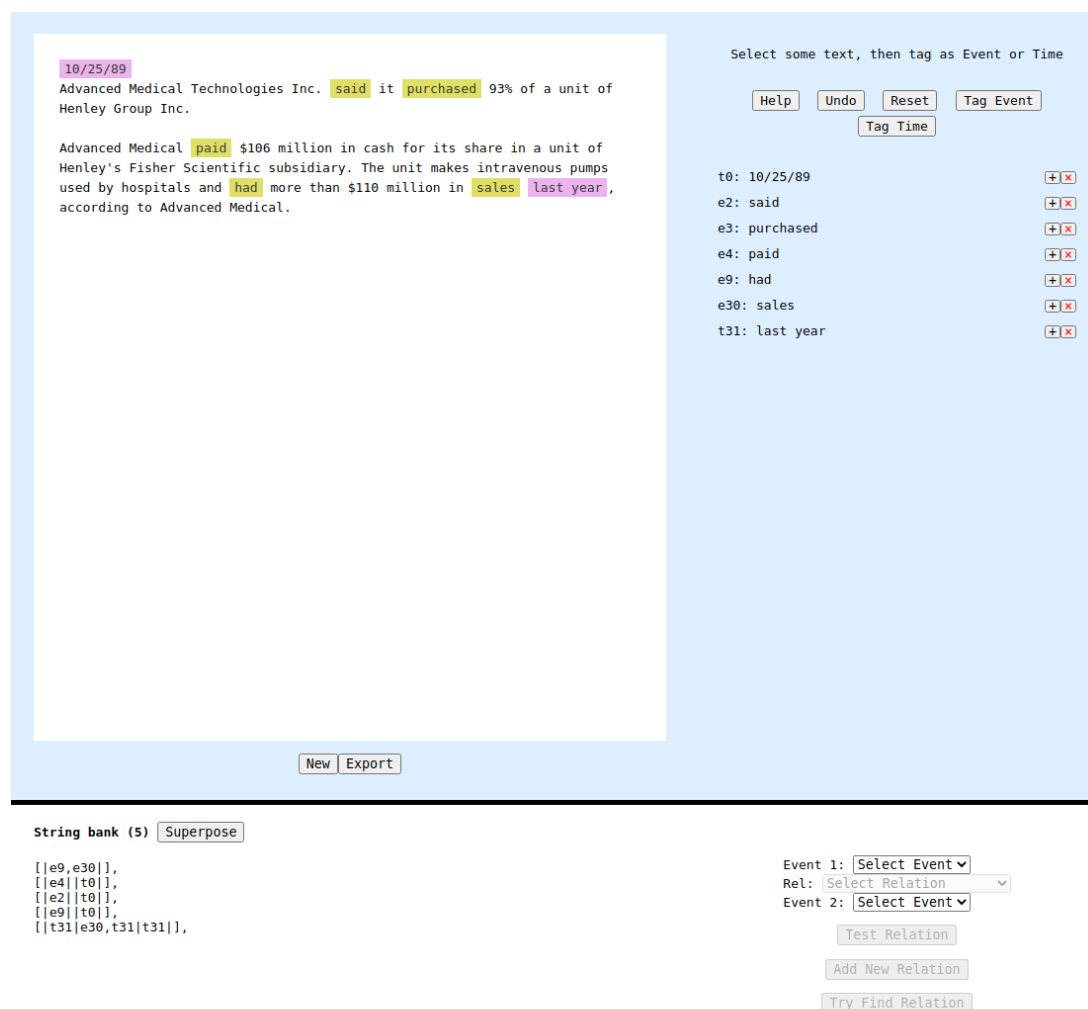 10/25/89
Advanced Medical Technologies Inc. said it purchased 93% of a unit of
Henley Group Inc.
Advanced Medical paid $106 million in cash for its share in a unit of
Henley's Fisher Scientific subsidiary. The unit makes intravenous pumps
used by hospitals and had more than $110 million in sales last year,
according to Advanced Medical.
New Export
Select some text, then tag as Event or Time
Help Undo Reset Tag Event
Tag Time
t0: 10/25/89 + ×
e2: said + ×
e3: purchased + ×
e4: paid + ×
e9: had + ×
e30: sales + ×
t31: last year + ×
String bank (5) Superpose
[|e9,e30|],
[|e4||t0|],
[|e2||t0|],
[|e9||t0|],
[|t31|e30,t31|t31|],
Event 1: Select Event
Rel: Select Relation
Event 2: Select Event
Test Relation
Add New Relation
Try Find Relation